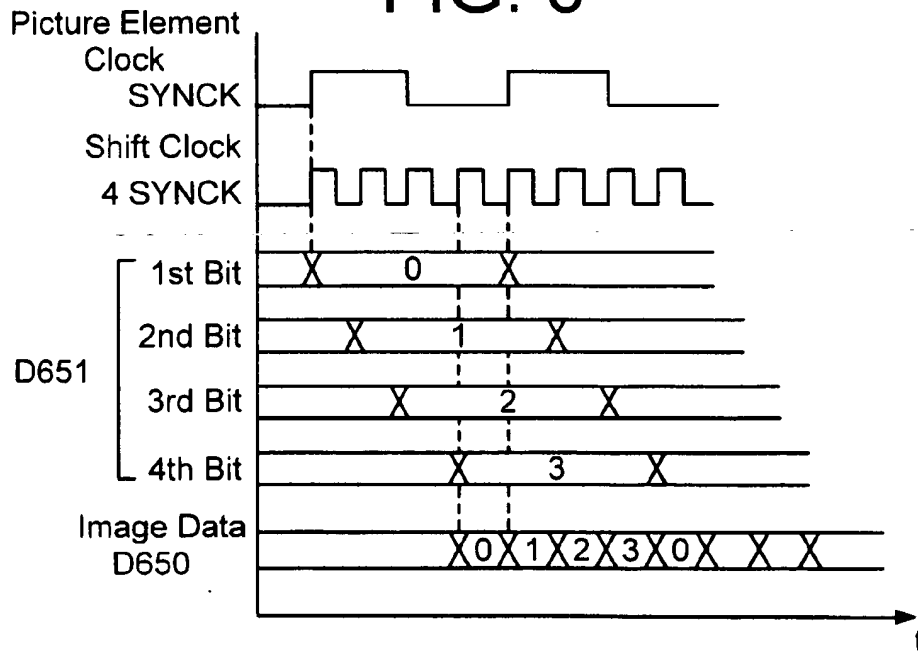 Picture Element
Clock
SYNCK
Shift Clock
4 SYNCK
D651
1st Bit
0
2nd Bit
1
3rd Bit
2
4th Bit
3
Image Data
D650
0 1 2 3 0